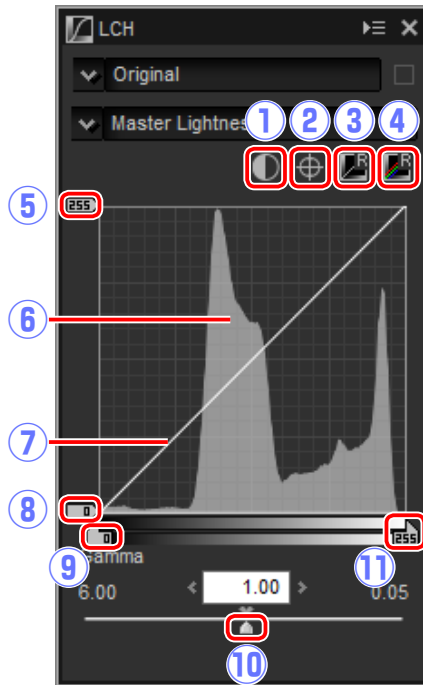 LCH
Original
Master Lightnes
① ② ③ ④
R R
⑤ 255
⑥
⑦
⑧ 0
⑨ 0 255 ⑪
Gamma
6.00 1.00 0.05
⑩